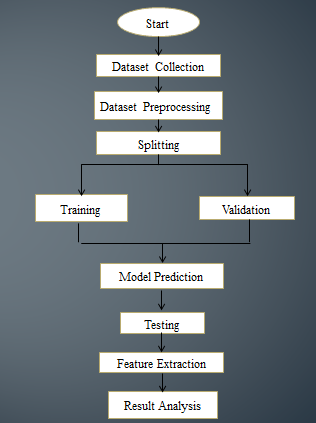 Start
Dataset Collection
Dataset Preprocessing
Splitting
Training
Validation
Model Prediction
Testing
Feature Extraction
Result Analysis